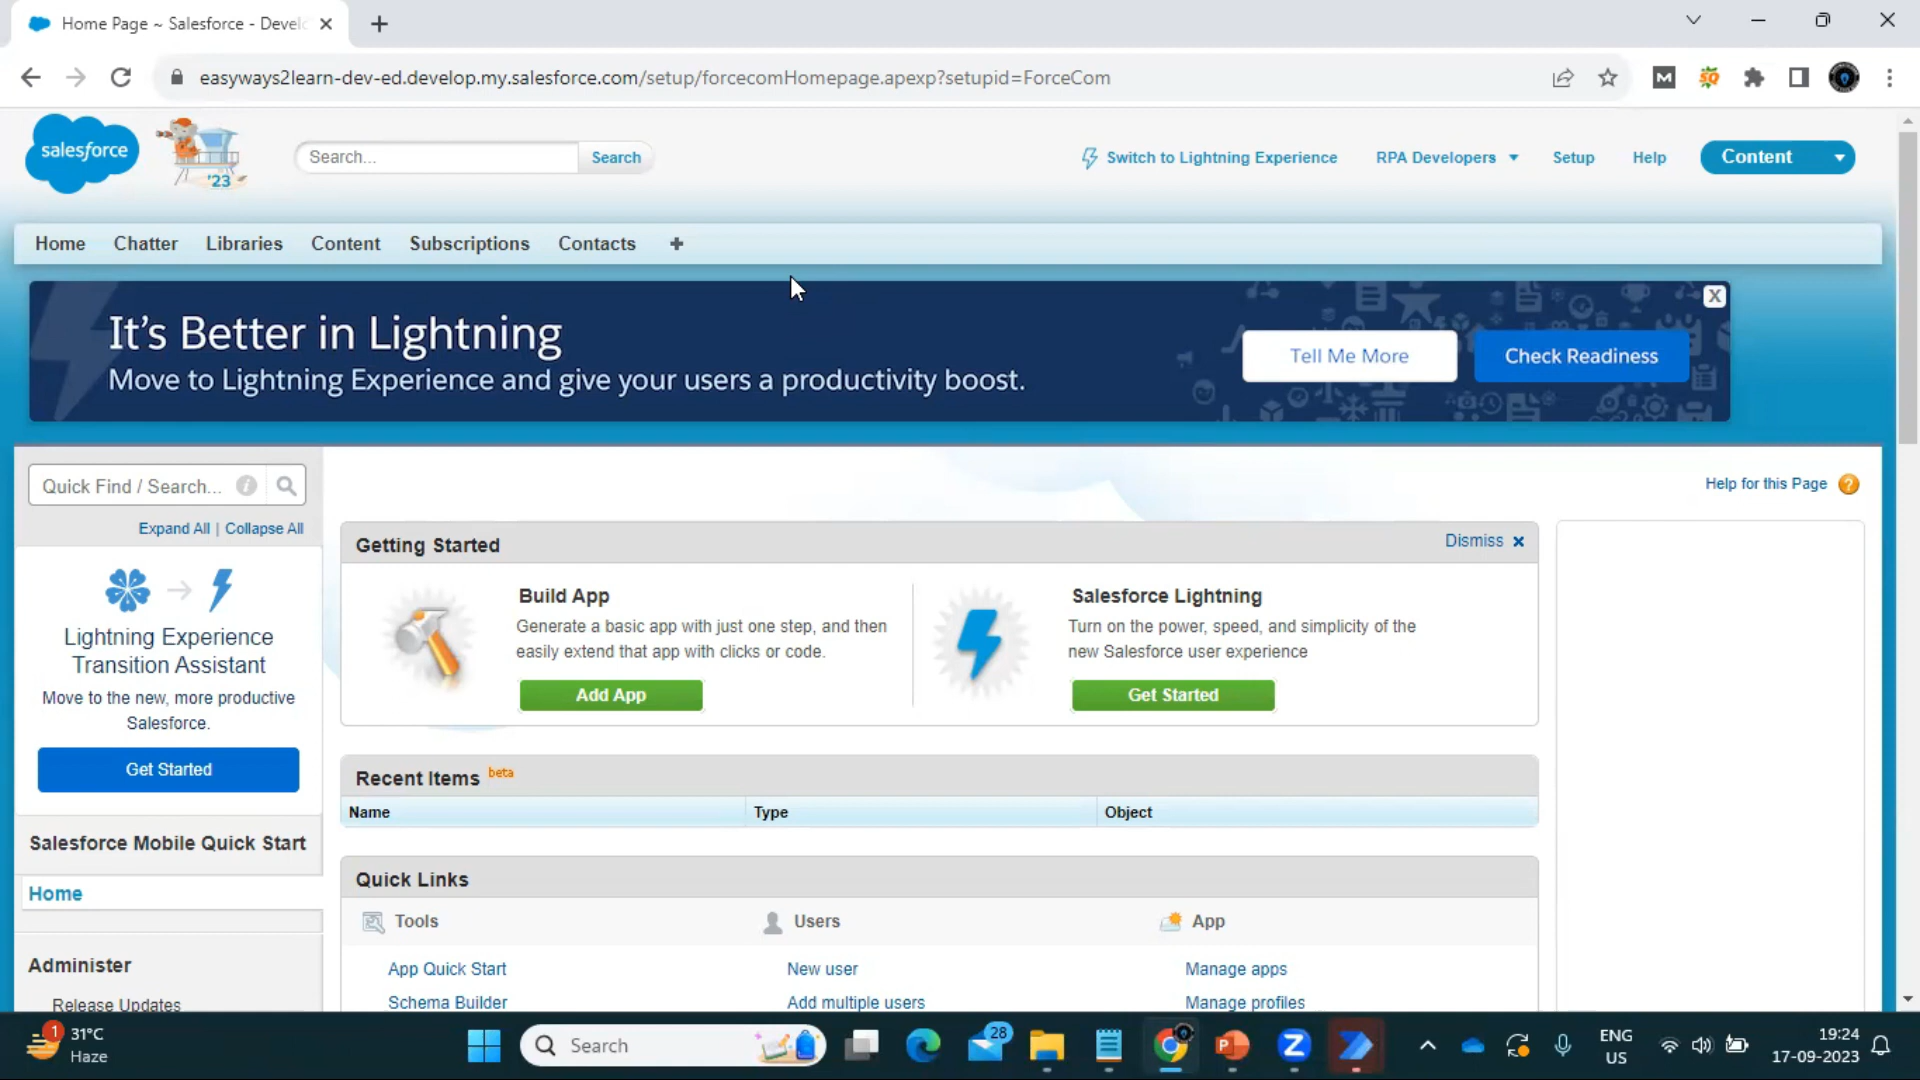 Home Page ~ Salesforce - Develo
easyways2learn-dev-ed.develop.my.salesforce.com/setup/forcecomHomepage.apexp?setupid=ForceCom
salesforce
'23
Search...
Search
Switch to Lightning Experience
RPA Developers
Setup
Help
Content
Home
Chatter
Libraries
Content
Subscriptions
Contacts
It's Better in Lightning
Move to Lightning Experience and give your users a productivity boost.
Tell Me More
Check Readiness
X
Quick Find / Search...
Expand All | Collapse All
Lightning Experience
Transition Assistant
Move to the new, more productive
Salesforce.
Get Started
Salesforce Mobile Quick Start
Home
Administer
Release Updates
Help for this Page
Getting Started
Dismiss
Build App
Generate a basic app with just one step, and then
easily extend that app with clicks or code.
Add App
Salesforce Lightning
Turn on the power, speed, and simplicity of the
new Salesforce user experience
Get Started
Recent Items beta
Name
Type
Object
Quick Links
Tools
Users
App
App Quick Start
New user
Manage apps
Schema Builder
Add multiple users
Manage profiles
1
31°C
Haze
Search
28
ENG
US
19:24
17-09-2023